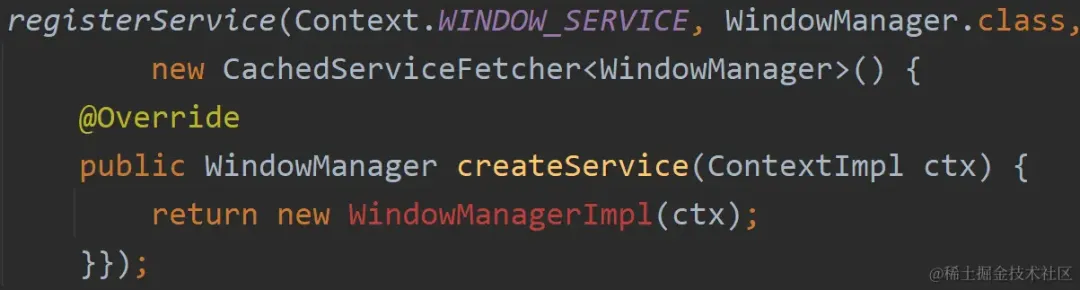 registerService(Context.WINDOW_SERVICE, WindowManager.class,
new CachedServiceFetcher<WindowManager>() {
@Override
public WindowManager createService(ContextImpl ctx) {
return new WindowManagerImpl(ctx);
}});
@稀土掘金技术社区